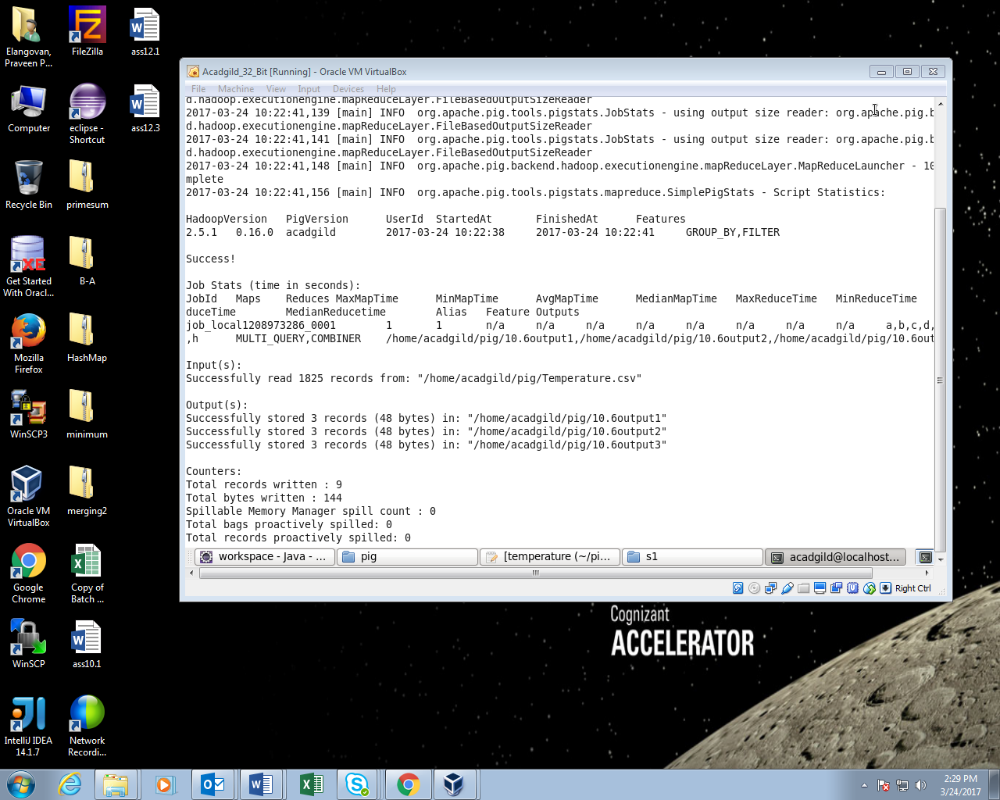 Elangovan,
Praveen P...
FileZilla
ass12.1
Computer
eclipse -
Shortcut
ass12.3
Recycle Bin
primesum
Get Started
With Oracl...
B-A
Mozilla
Firefox
HashMap
WinSCP3
minimum
Oracle VM
VirtualBox
merging2
Google
Chrome
Copy of
Batch ...
WinSCP
ass10.1
IntelliJ IDEA
14.1.7
Network
Recordi...
Acadgild_32_Bit [Running] - Oracle VM VirtualBox
File Machine View Input Devices Help
d.hadoop.executionengine.mapReduceLayer.FileBasedOutputSizeReader
2017-03-24 10:22:41,139 [main] INFO  org.apache.pig.tools.pigstats.JobStats - using output size reader: org.apache.pig.b
d.hadoop.executionengine.mapReduceLayer.FileBasedOutputSizeReader
2017-03-24 10:22:41,141 [main] INFO  org.apache.pig.tools.pigstats.JobStats - using output size reader: org.apache.pig.b
d.hadoop.executionengine.mapReduceLayer.FileBasedOutputSizeReader
2017-03-24 10:22:41,148 [main] INFO  org.apache.pig.backend.hadoop.executionengine.mapReduceLayer.MapReduceLauncher - 10
mplete
2017-03-24 10:22:41,156 [main] INFO  org.apache.pig.tools.pigstats.mapreduce.SimplePigStats - Script Statistics:
HadoopVersion PigVersion UserId StartedAt FinishedAt Features
2.5.1 0.16.0 acadgild 2017-03-24 10:22:38 2017-03-24 10:22:41 GROUP_BY,FILTER
Success!
Job Stats (time in seconds):
JobId Maps Reduces MaxMapTime MinMapTime AvgMapTime MedianMapTime MaxReduceTime MinReduceTime
duceTime MedianReducetime Alias Feature Outputs
job_local1208973286_0001 1 1 n/a n/a n/a n/a n/a n/a n/a n/a a,b,c,d,
,h MULTI_QUERY,COMBINER /home/acadgild/pig/10.6output1,/home/acadgild/pig/10.6output2,/home/acadgild/pig/10.6out
Input(s):
Successfully read 1825 records from: "/home/acadgild/pig/Temperature.csv"
Output(s):
Successfully stored 3 records (48 bytes) in: "/home/acadgild/pig/10.6output1"
Successfully stored 3 records (48 bytes) in: "/home/acadgild/pig/10.6output2"
Successfully stored 3 records (48 bytes) in: "/home/acadgild/pig/10.6output3"
Counters:
Total records written : 9
Total bytes written : 144
Spillable Memory Manager spill count : 0
Total bags proactively spilled: 0
Total records proactively spilled: 0
workspace - Java - ... pig [temperature (~/pi... s1 acadgild@localhost...
Right Ctrl
Cognizant
ACCELERATOR
2:29 PM
3/24/2017